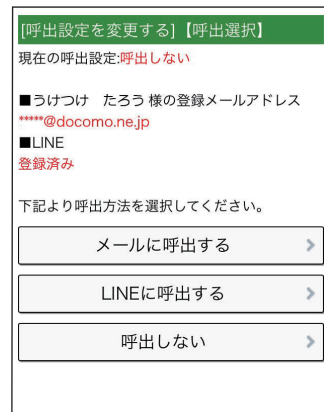 [呼出設定を変更する]【呼出選択】
現在の呼出設定:呼出しない
■うけつけ　たろう 様の登録メールアドレス
*****@docomo.ne.jp
■LINE
登録済み
下記より呼出方法を選択してください。
メールに呼出する
LINEに呼出する
呼出しない